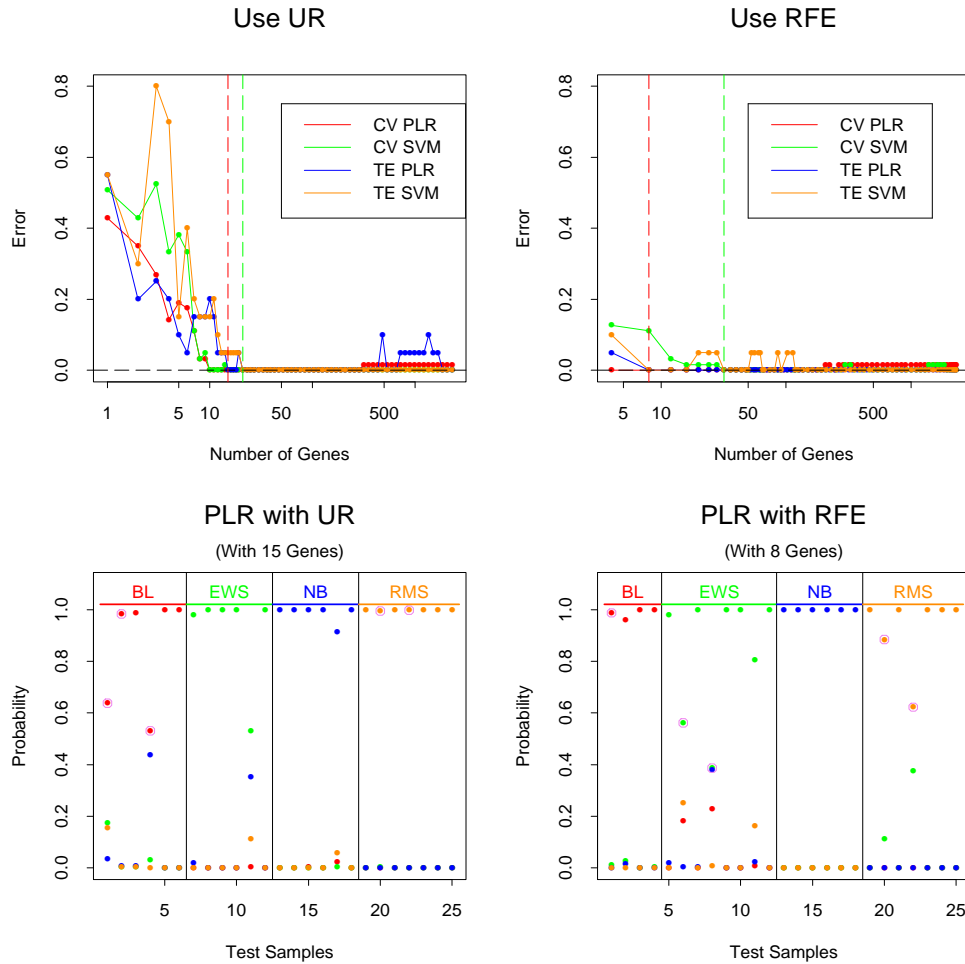 Use UR
Error
0.0
0.2
0.4
0.6
0.8
CV PLR
CV SVM
TE PLR
TE SVM
1
5
10
50
500
Number of Genes
Use RFE
Error
0.0
0.2
0.4
0.6
0.8
CV PLR
CV SVM
TE PLR
TE SVM
5
10
50
500
Number of Genes
PLR with UR
(With 15 Genes)
Probability
0.0
0.2
0.4
0.6
0.8
1.0
BL
EWS
NB
RMS
5
10
15
20
25
Test Samples
PLR with RFE
(With 8 Genes)
Probability
0.0
0.2
0.4
0.6
0.8
1.0
BL
EWS
NB
RMS
5
10
15
20
25
Test Samples